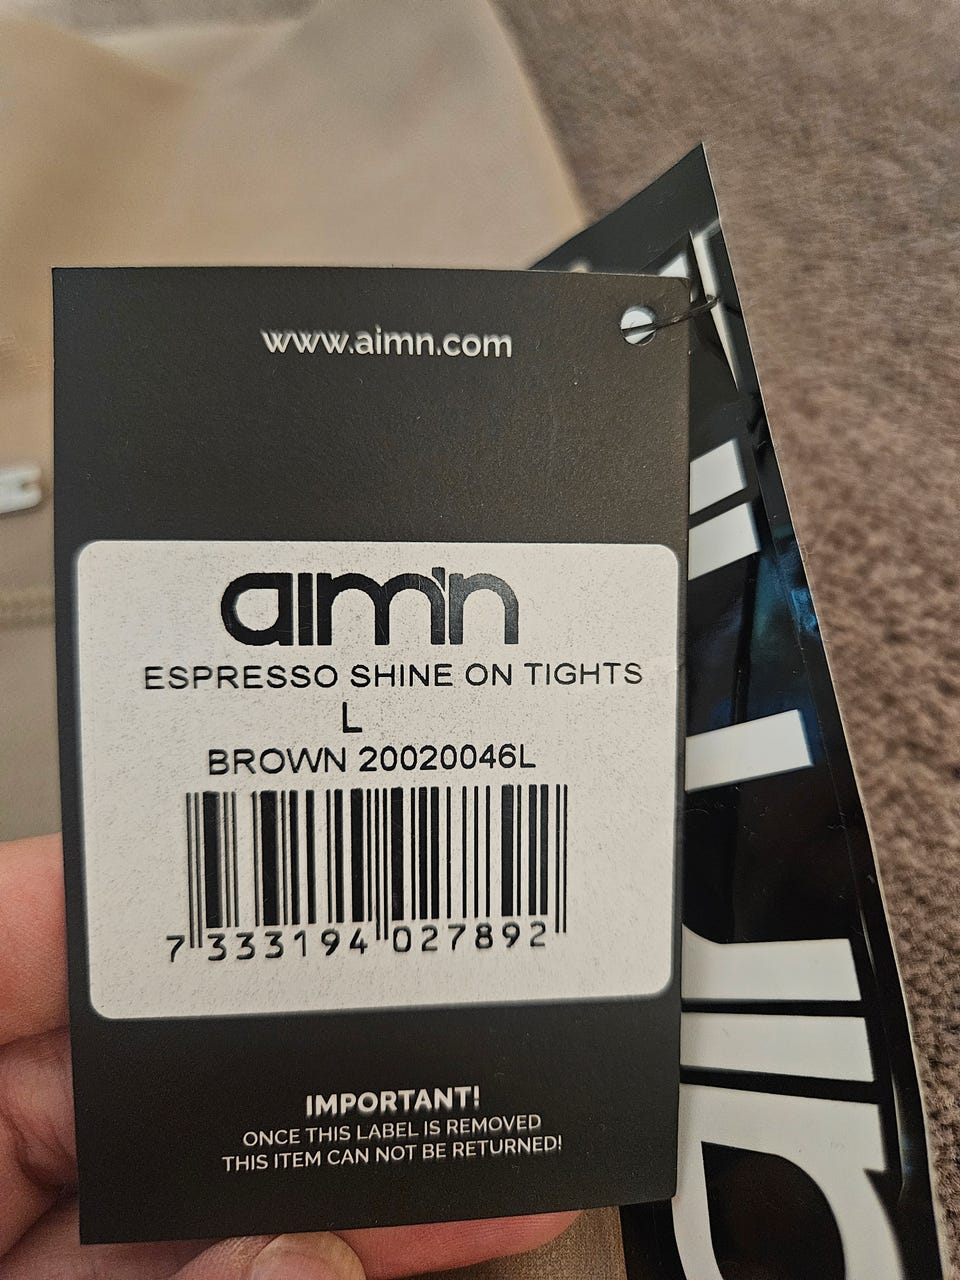 www.aimn.com
aim'n
ESPRESSO SHINE ON TIGHTS
L
BROWN 20020046L
7 333194 027892
IMPORTANT!
ONCE THIS LABEL IS REMOVED
THIS ITEM CAN NOT BE RETURNED!